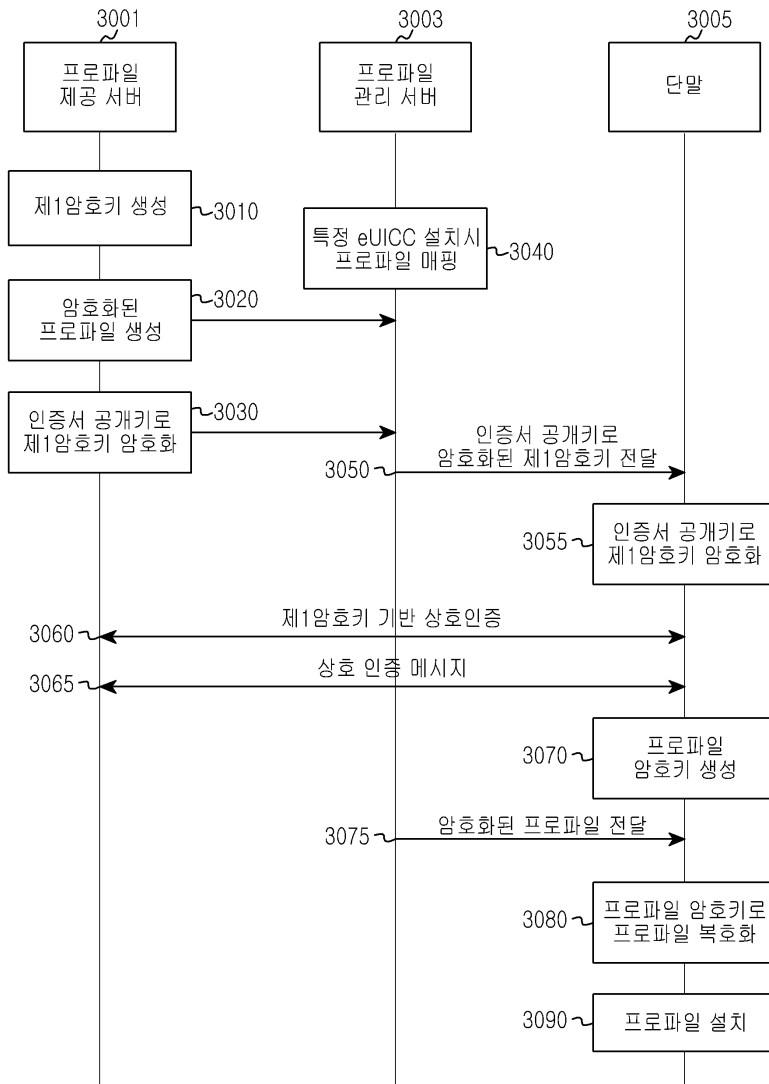 3001
3003
3005
프로파일
제공 서버
프로파일
관리 서버
단말
제1암호키 생성
3010
특정 eUICC 설치시
프로파일 매핑
3040
암호화된
프로파일 생성
3020
인증서 공개키로
제1암호키 암호화
3030
인증서 공개키로
암호화된 제1암호키 전달
3050
3055
인증서 공개키로
제1암호키 암호화
제1암호키 기반 상호인증
3060
상호 인증 메시지
3065
3070
프로파일
암호키 생성
암호화된 프로파일 전달
3075
3080
프로파일 암호키로
프로파일 복호화
3090
프로파일 설치